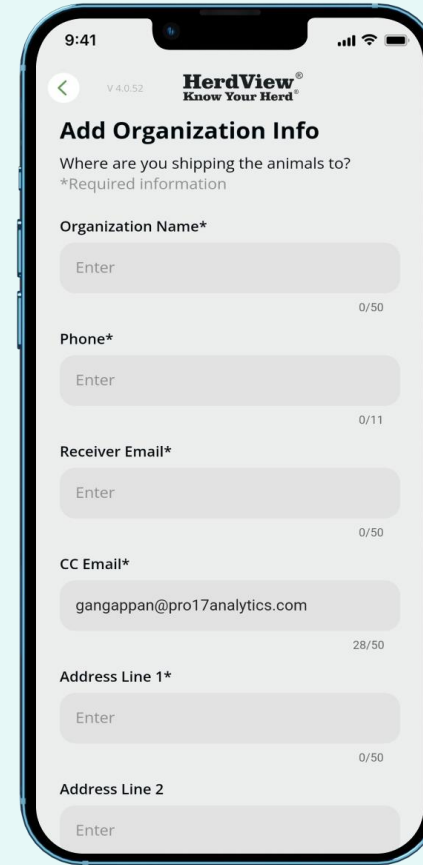 9:41
V 4.0.52
HerdView®
Know Your Herd®
Add Organization Info
Where are you shipping the animals to?
*Required information
Organization Name*
Enter
0/50
Phone*
Enter
0/11
Receiver Email*
Enter
0/50
CC Email*
gangappan@pro17analytics.com
28/50
Address Line 1*
Enter
0/50
Address Line 2
Enter